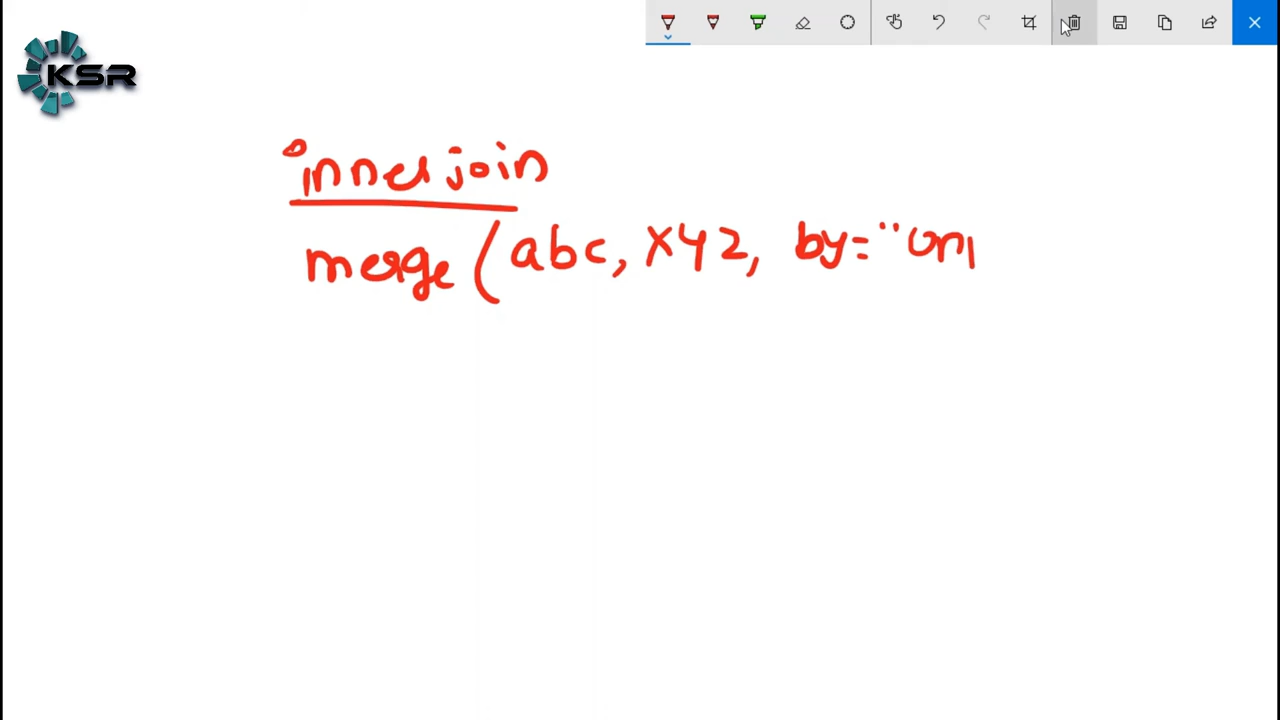 KSR
inner join
merge (abc, xyz, by="